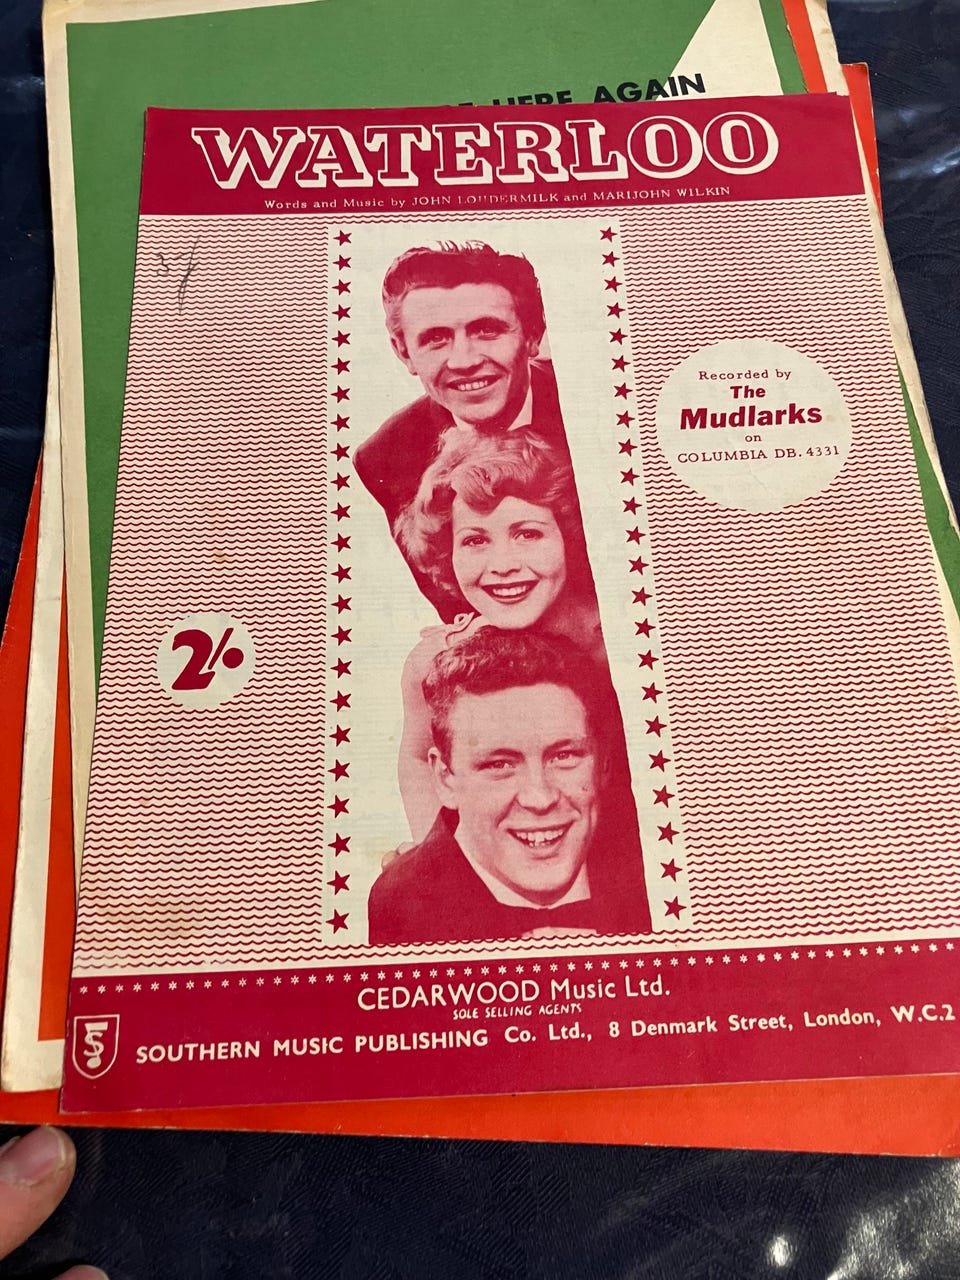 HERE AGAIN
WATERLOO
Words and Music by JOHN LOUDERMILK and MARIJOHN WILKIN
37
Recorded by
The
Mudlarks
on
COLUMBIA DB. 4331
2/•
CEDARWOOD Music Ltd.
SOLE SELLING AGENTS
SOUTHERN MUSIC PUBLISHING Co. Ltd., 8 Denmark Street, London, W.C.2